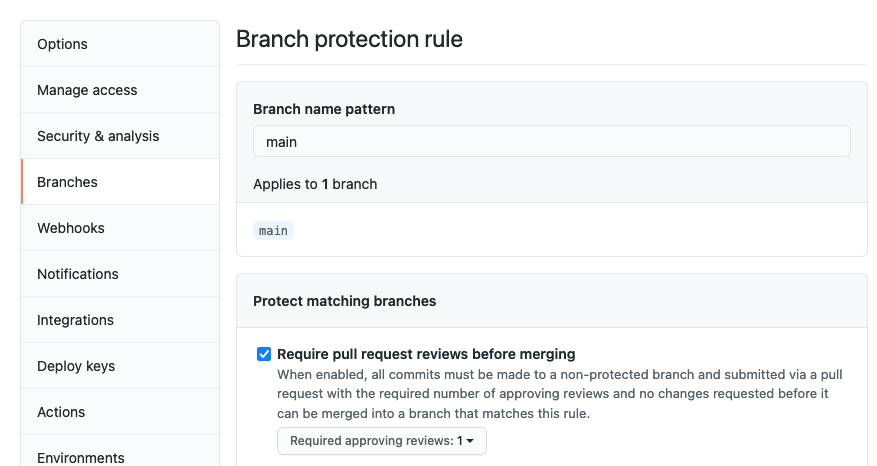 Options
Manage access
Security & analysis
Branches
Webhooks
Notifications
Integrations
Deploy keys
Actions
Environments
Branch protection rule
Branch name pattern
main
Applies to 1 branch
main
Protect matching branches
Require pull request reviews before merging
When enabled, all commits must be made to a non-protected branch and submitted via a pull
request with the required number of approving reviews and no changes requested before it
can be merged into a branch that matches this rule.
Required approving reviews: 1